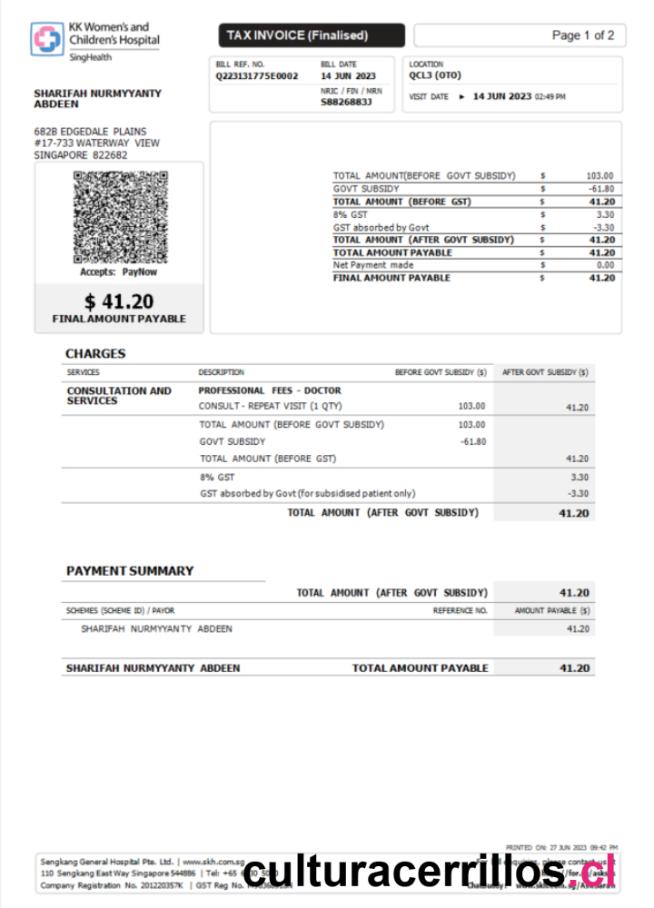 KK Women's and
Children's Hospital
SingHealth
TAX INVOICE (Finalised)
Page 1 of 2
BILL REF. NO.
Q223131775E0002
BILL DATE
14 JUN 2023
NRIC / FIN / MRN
S8826883J
LOCATION
QCL3 (OTO)
VISIT DATE ► 14 JUN 2023 02:49 PM
SHARIFAH NURMYYANTY
ABDEEN
682B EDGEDALE PLAINS
#17-733 WATERWAY VIEW
SINGAPORE 822682
Accepts: PayNow
$ 41.20
FINAL AMOUNT PAYABLE
TOTAL AMOUNT(BEFORE GOVT SUBSIDY) $ 103.00
GOVT SUBSIDY $ -61.80
TOTAL AMOUNT (BEFORE GST) $ 41.20
8% GST $ 3.30
GST absorbed by Govt $ -3.30
TOTAL AMOUNT (AFTER GOVT SUBSIDY) $ 41.20
TOTAL AMOUNT PAYABLE $ 41.20
Net Payment made $ 0.00
FINAL AMOUNT PAYABLE $ 41.20
CHARGES
SERVICES DESCRIPTION BEFORE GOVT SUBSIDY ($) AFTER GOVT SUBSIDY ($)
CONSULTATION AND
SERVICES
PROFESSIONAL FEES - DOCTOR
CONSULT - REPEAT VISIT (1 QTY) 103.00 41.20
TOTAL AMOUNT (BEFORE GOVT SUBSIDY) 103.00
GOVT SUBSIDY -61.80
TOTAL AMOUNT (BEFORE GST) 41.20
8% GST 3.30
GST absorbed by Govt (for subsidised patient only) -3.30
TOTAL AMOUNT (AFTER GOVT SUBSIDY) 41.20
PAYMENT SUMMARY
TOTAL AMOUNT (AFTER GOVT SUBSIDY) 41.20
SCHEMES (SCHEME ID) / PAYOR REFERENCE NO. AMOUNT PAYABLE ($)
SHARIFAH NURMYYANTY ABDEEN 41.20
SHARIFAH NURMYYANTY ABDEEN TOTAL AMOUNT PAYABLE 41.20
PRINTED ON: 27 JUN 2023 09:42 PM
Sengkang General Hospital Pte. Ltd. | www.skh.com.sg
110 Sengkang East Way Singapore 544886 | Tel: +65
Company Registration No. 201220357K | GST Reg No.
culturacerrillos.cl